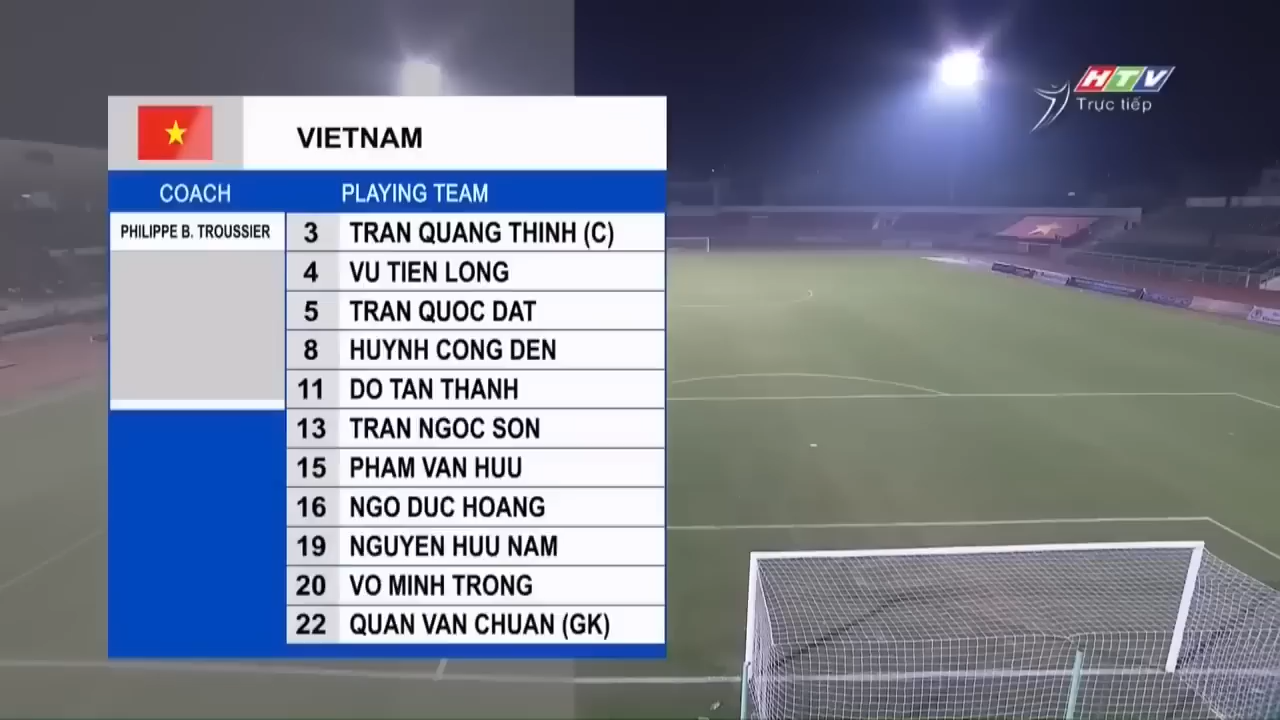 HTV
Trực tiếp
VIETNAM
COACH
PLAYING TEAM
PHILIPPE B. TROUSSIER
3 TRAN QUANG THINH (C)
4 VU TIEN LONG
5 TRAN QUOC DAT
8 HUYNH CONG DEN
11 DO TAN THANH
13 TRAN NGOC SON
15 PHAM VAN HUU
16 NGO DUC HOANG
19 NGUYEN HUU NAM
20 VO MINH TRONG
22 QUAN VAN CHUAN (GK)